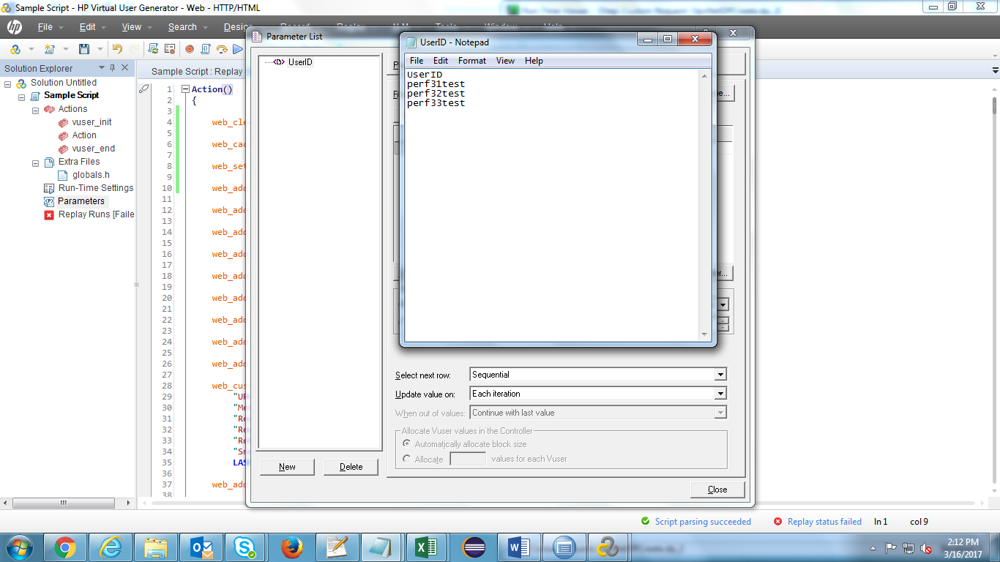 Sample Script - HP Virtual User Generator - Web - HTTP/HTML
hp File Edit View Search Design
Parameter List
UserID - Notepad
Solution Explorer
Sample Script : Replay
Solution Untitled
Sample Script
Actions
vuser_init
Action
vuser_end
Extra Files
globals.h
Run-Time Settings
Parameters
Replay Runs [Faile
1 Action()
2 {
3
4 web_cle
5
6 web_cac
7
8 web_set
9
10 web_add
11
12 web_add
13
14 web_add
15
16 web_add
17
18 web_add
19
20 web_add
21
22 web_add
23
24 web_add
25
26 web_add
27
28 web_cus
29 "UR
30 "Me
31 "Re
32 "Re
33 "Re
34 "Sn
35 LAS
36
37 web_add
38
UserID
New
Delete
File Edit Format View Help
UserID
perf31test
perf32test
perf33test
Select next row: Sequential
Update value on: Each iteration
When out of values: Continue with last value
Allocate Vuser values in the Controller
Automatically allocate block size
Allocate values for each Vuser
Close
Script parsing succeeded
Replay status failed
ln 1
col 9
2:12 PM
3/16/2017